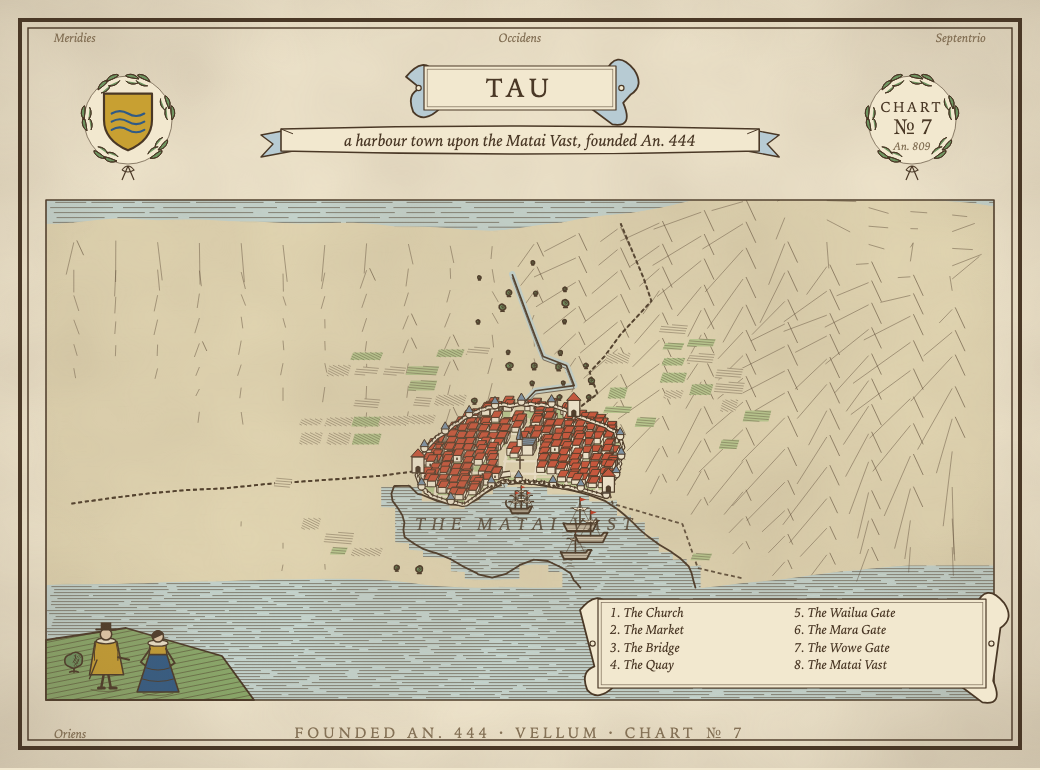 Meridies
Occidens
Septentrio
TAU
a harbour town upon the Matai Vast, founded An. 444
CHART
№ 7
An. 809
THE MATAI VAST
1. The Church
2. The Market
3. The Bridge
4. The Quay
5. The Wailua Gate
6. The Mara Gate
7. The Wowe Gate
8. The Matai Vast
Oriens
FOUNDED AN. 444 · VELLUM · CHART № 7